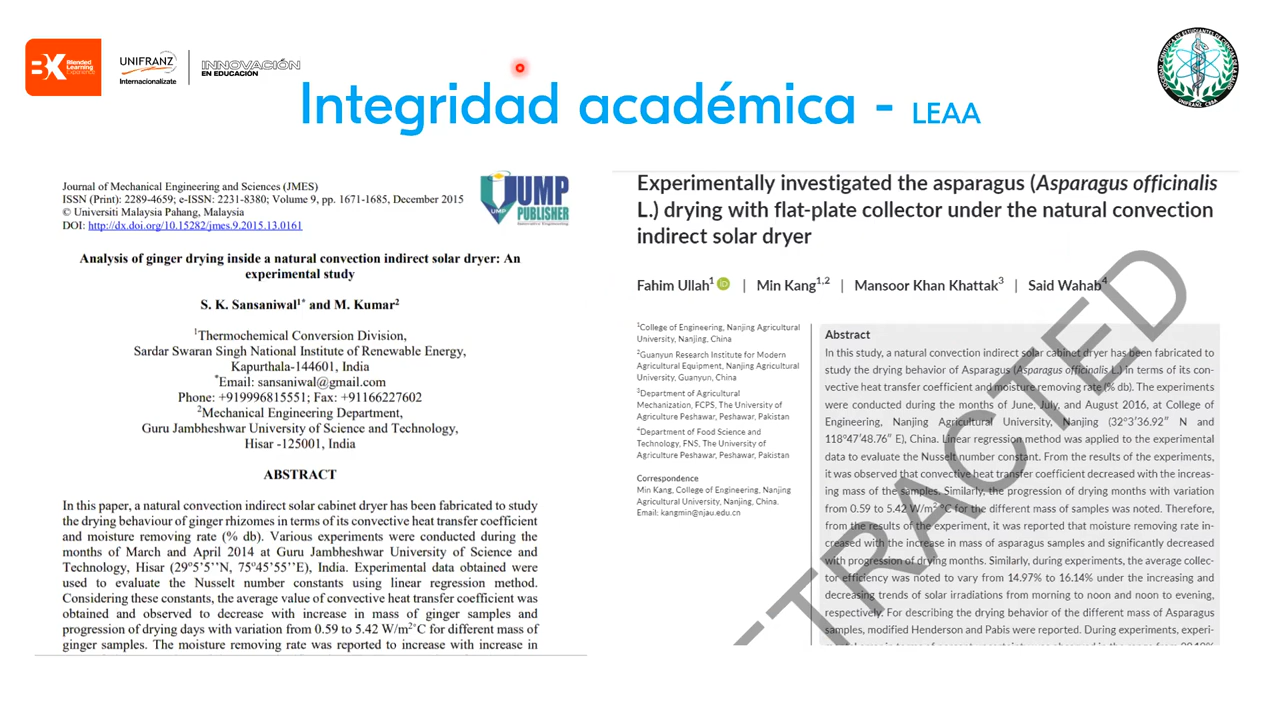 BX Blended Learning Experience
UNIFRANZ
Internacionalízate
INNOVACIÓN
EN EDUCACIÓN
Integridad académica - LEAA
UNIFRANZ CBBA
Journal of Mechanical Engineering and Sciences (JMES)
ISSN (Print): 2289-4659; e-ISSN: 2231-8380; Volume 9, pp. 1671-1685, December 2015
© Universiti Malaysia Pahang, Malaysia
DOI: http://dx.doi.org/10.15282/jmes.9.2015.13.0161
UMP
UMP
PUBLISHER
Analysis of ginger drying inside a natural convection indirect solar dryer: An
experimental study
S. K. Sansaniwal1* and M. Kumar2
1Thermochemical Conversion Division,
Sardar Swaran Singh National Institute of Renewable Energy,
Kapurthala-144601, India
*Email: sansaniwal@gmail.com
Phone: +919996815551; Fax: +91166227602
2Mechanical Engineering Department,
Guru Jambheshwar University of Science and Technology,
Hisar -125001, India
ABSTRACT
In this paper, a natural convection indirect solar cabinet dryer has been fabricated to study
the drying behaviour of ginger rhizomes in terms of its convective heat transfer coefficient
and moisture removing rate (% db). Various experiments were conducted during the
months of March and April 2014 at Guru Jambheshwar University of Science and
Technology, Hisar (29°5’5’’N, 75°45’55’’E), India. Experimental data obtained were
used to evaluate the Nusselt number constants using linear regression method.
Considering these constants, the average value of convective heat transfer coefficient was
obtained and observed to decrease with increase in mass of ginger samples and
progression of drying days with variation from 0.59 to 5.42 W/m2°C for different mass of
ginger samples. The moisture removing rate was reported to increase with increase in
Experimentally investigated the asparagus (Asparagus officinalis
L.) drying with flat-plate collector under the natural convection
indirect solar dryer
Fahim Ullah1 | Min Kang1,2 | Mansoor Khan Khattak3 | Said Wahab4
1College of Engineering, Nanjing Agricultural
University, Nanjing, China
2Guanyun Research Institute for Modern
Agricultural Equipment, Nanjing Agricultural
University, Guanyun, China
3Department of Agricultural
Mechanization, FCPS, The University of
Agriculture Peshawar, Peshawar, Pakistan
4Department of Food Science and
Technology, FNS, The University of
Agriculture Peshawar, Peshawar, Pakistan
Correspondence
Min Kang, College of Engineering, Nanjing
Agricultural University, Nanjing, China.
Email: kangmin@njau.edu.cn
Abstract
In this study, a natural convection indirect solar cabinet dryer has been fabricated to
study the drying behavior of Asparagus (Asparagus officinalis L.) in terms of its con-
vective heat transfer coefficient and moisture removing rate (% db). The experiments
were conducted during the months of June, July, and August 2016, at College of
Engineering, Nanjing Agricultural University, Nanjing (32°3′36.92″ N and
118°47′48.76″ E), China. Linear regression method was applied to the experimental
data to evaluate the Nusselt number constant. From the results of the experiments,
it was observed that convective heat transfer coefficient decreased with the increas-
ing mass of the samples. Similarly, the progression of drying months with variation
from 0.59 to 5.42 W/m2 °C for the different mass of samples was noted. Therefore,
from the results of the experiment, it was reported that moisture removing rate in-
creased with the increase in mass of asparagus samples and significantly decreased
with progression of drying months. Similarly, during experiments, the average collec-
tor efficiency was noted to vary from 14.97% to 16.14% under the increasing and
decreasing trends of solar irradiations from morning to noon and noon to evening,
respectively. For describing the drying behavior of the different mass of Asparagus
samples, modified Henderson and Pabis were reported. During experiments, experi-
TRACTED